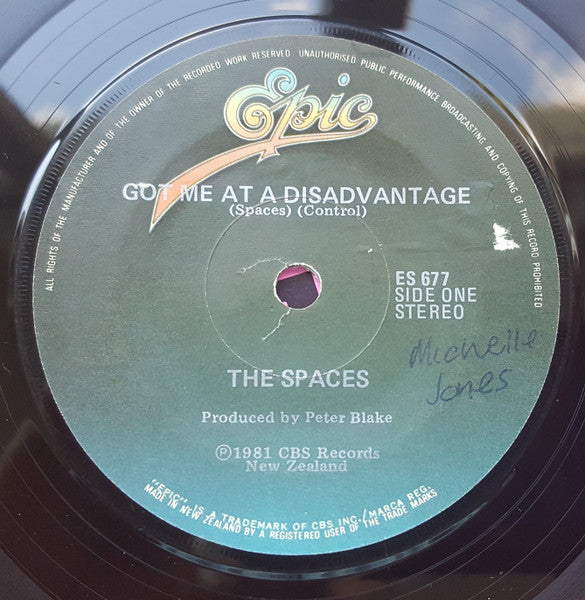 ALL RIGHTS OF THE MANUFACTURER AND OF THE OWNER OF THE RECORDED WORK RESERVED UNAUTHORISED PUBLIC PERFORMANCE BROADCASTING AND COPYING OF THIS RECORD PROHIBITED
Epic
GOT ME AT A DISADVANTAGE
(Spaces) (Control)
ES 677
SIDE ONE
STEREO
Michelle
Jones
THE SPACES
Produced by Peter Blake
℗1981 CBS Records
New Zealand
"EPIC" IS A TRADEMARK OF CBS INC./MARCA REG.
MADE IN NEW ZEALAND BY A REGISTERED USER OF THE TRADE MARKS